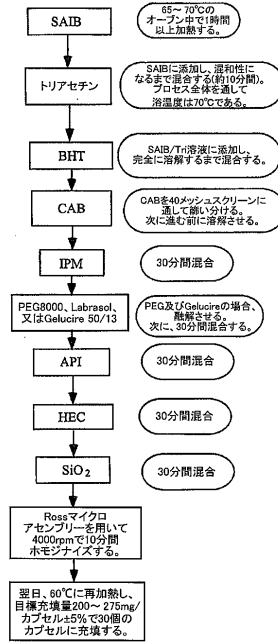 SAIB
65～70℃の
オーブン中で1時間
以上加熱する。
トリアセチン
SAIBに添加し、混和性に
なるまで混合する(約10分間)。
プロセス全体を通して
浴温度は70℃である。
BHT
SAIB/Tri溶液に添加し、
完全に溶解するまで混合する。
CAB
CABを40メッシュスクリーンに
通して篩い分ける。
次に進む前に溶解させる。
IPM
30分間混合
PEG8000、Labrasol、
又はGelucire 50/13
PEG及びGelucireの場合、
融解させる。
次に、30分間混合する。
API
30分間混合
HEC
30分間混合
SiO₂
30分間混合
Rossマイクロ
アセンブリーを用いて
4000rpmで10分間
ホモジナイズする。
翌日、60℃に再加熱し、
目標充填量200～275mg/
カプセル±5%で30個の
カプセルに充填する。